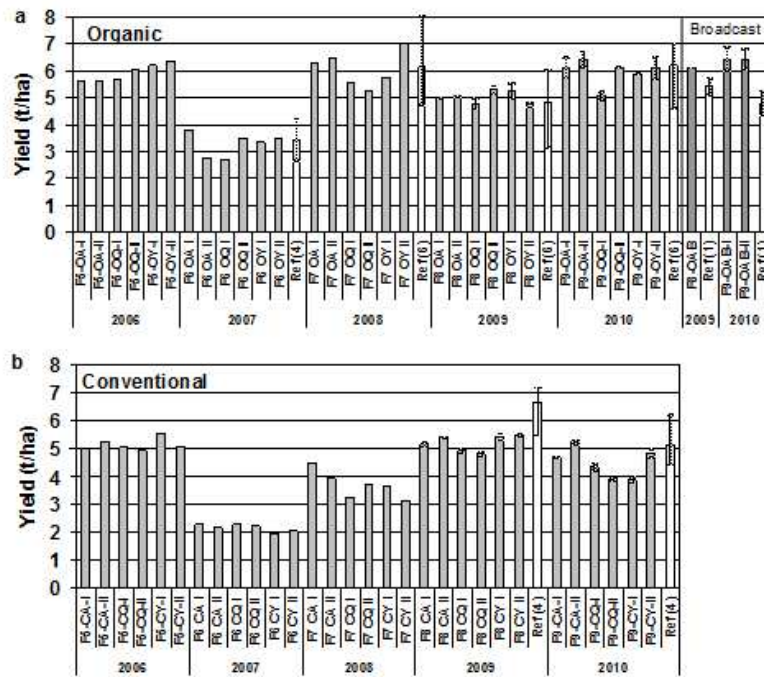 a
Organic
Broadcast
Yield (t/ha)
8
7
6
5
4
3
2
1
0
F6-OA-I
F6-OA-II
F6-OQ-I
F6-OQ-II
F6-OY-I
F6-OY-II
F6 OA I
F6 OA II
F6 OQ I
F6 OQ II
F6 OY I
F6 OY II
Ref(4)
F7 OA I
F7 OA II
F7 OQ I
F7 OQ II
F7 OY I
F7 OY II
Ref(6)
F8 OA I
F8 OA II
F8 OQ I
F8 OQ II
F8 OY I
F8 OY II
Ref(6)
F9-OA-I
F9-OA-II
F9-OQ-I
F9-OQ-II
F9-OY-I
F9-OY-II
Ref(6)
F8-OA B
Ref(1)
F9-OA B-I
F9-OA B-II
Ref(1)
2006
2007
2008
2009
2010
2009
2010
b
Conventional
Yield (t/ha)
8
7
6
5
4
3
2
1
0
F6-CA-I
F6-CA-II
F6-CQ-I
F6-CQ-II
F6-CY-I
F6-CY-II
F6 CA I
F6 CA II
F6 CQ I
F6 CQ II
F6 CY I
F6 CY II
F7 CA I
F7 CA II
F7 CQ I
F7 CQ II
F7 CY I
F7 CY II
F8 CA I
F8 CA II
F8 CQ I
F8 CQ II
F8 CY I
F8 CY II
Ref(4)
F9-CA-I
F9-CA-II
F9-CQ-I
F9-CQ-II
F9-CY-I
F9-CY-II
Ref(4)
2006
2007
2008
2009
2010